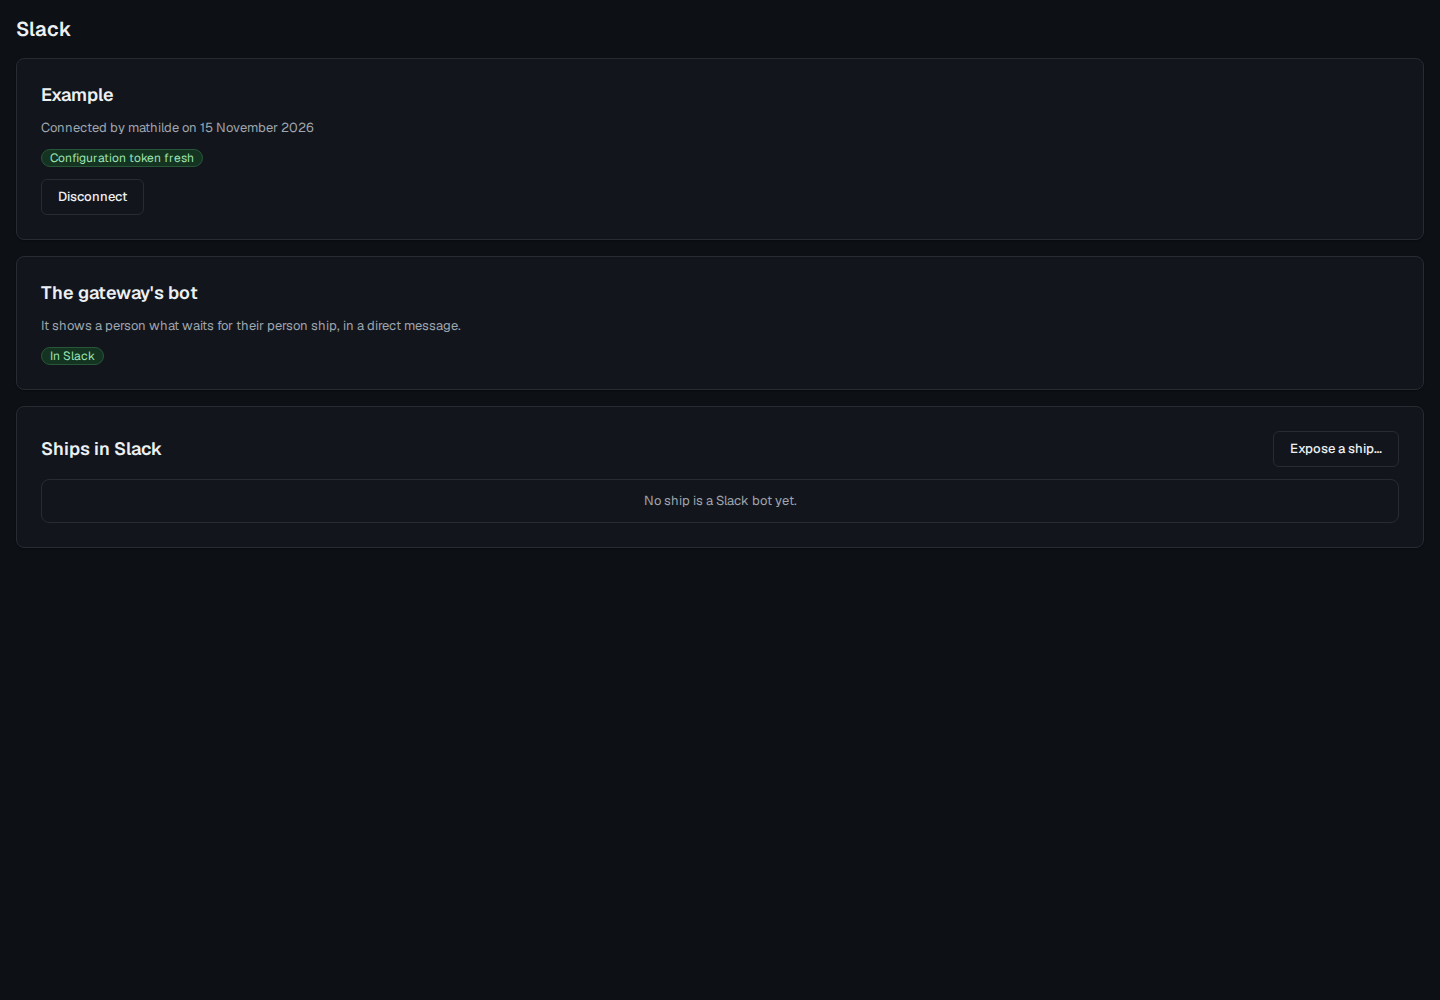 Slack
Example
Connected by mathilde on 15 November 2026
Configuration token fresh
Disconnect
The gateway's bot
It shows a person what waits for their person ship, in a direct message.
In Slack
Ships in Slack
Expose a ship...
No ship is a Slack bot yet.